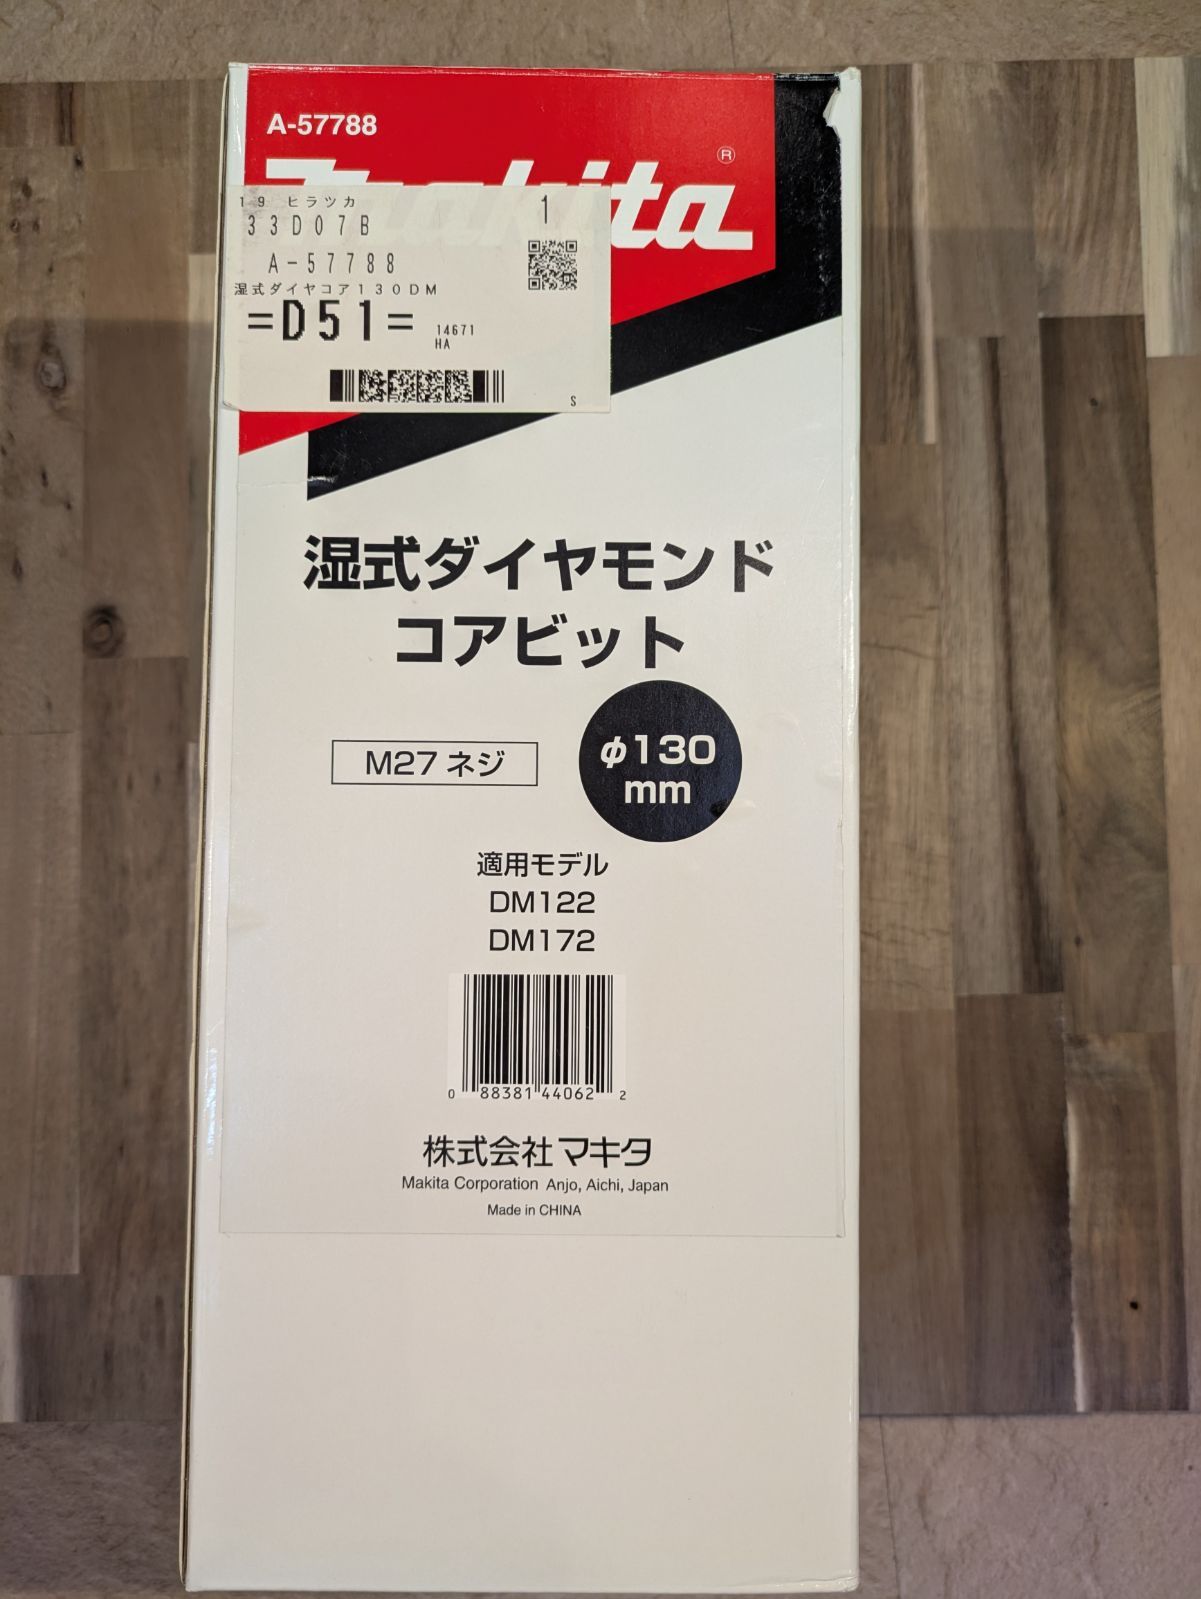 A-57788
makita®
19 ヒラツカ
33D07B
1
A-57788
湿式ダイヤコア130DM
=D51=
14671
HA
S
湿式ダイヤモンド
コアビット
M27 ネジ
φ130
mm
適用モデル
DM122
DM172
0 88381 44062 2
株式会社マキタ
Makita Corporation Anjo, Aichi, Japan
Made in CHINA